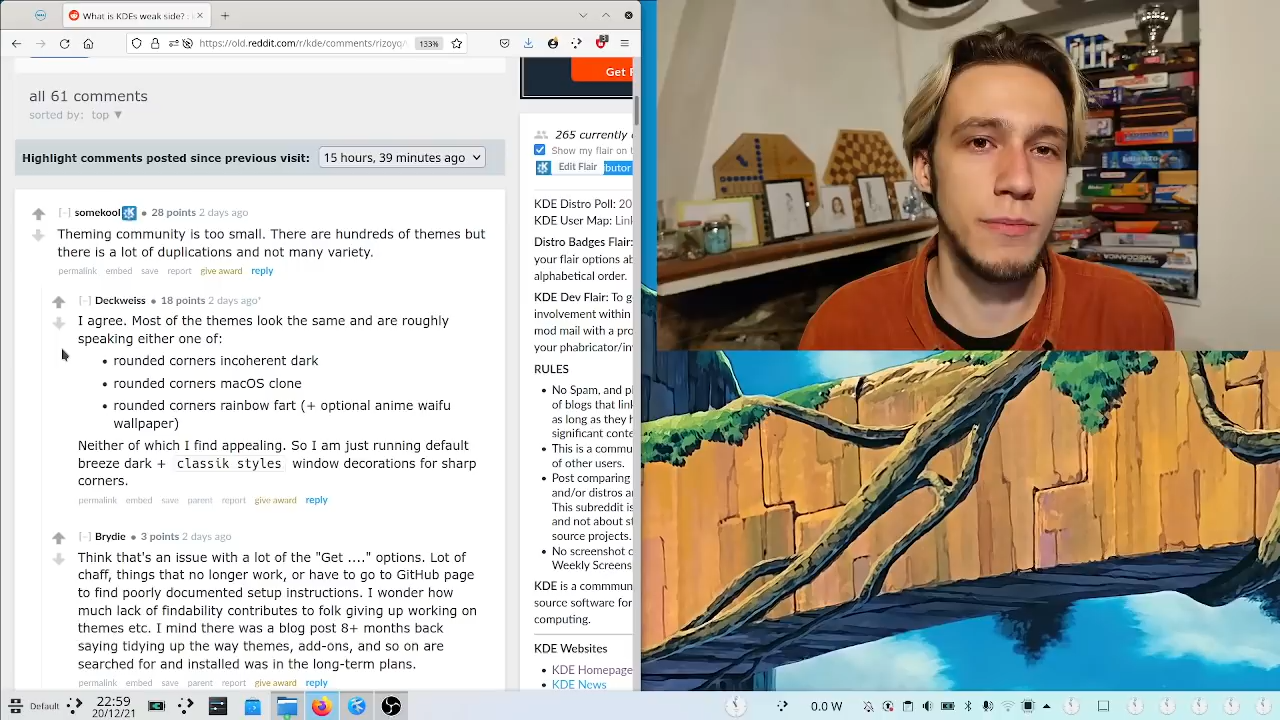 What is KDEs weak side? :
https://old.reddit.com/r/kde/comments/rizoyq/
133%
Get F
all 61 comments
sorted by: top ▼
Highlight comments posted since previous visit: 15 hours, 39 minutes ago
[-] somekool • 28 points 2 days ago
Theming community is too small. There are hundreds of themes but
there is a lot of duplications and not many variety.
permalink embed save report give award reply
[-] Deckweiss • 18 points 2 days ago*
I agree. Most of the themes look the same and are roughly
speaking either one of:
• rounded corners incoherent dark
• rounded corners macOS clone
• rounded corners rainbow fart (+ optional anime waifu
wallpaper)
Neither of which I find appealing. So I am just running default
breeze dark + classik styles window decorations for sharp
corners.
permalink embed save parent report give award reply
[-] Brydie • 3 points 2 days ago
Think that's an issue with a lot of the "Get ...." options. Lot of
chaff, things that no longer work, or have to go to GitHub page
to find poorly documented setup instructions. I wonder how
much lack of findability contributes to folk giving up working on
themes etc. I mind there was a blog post 8+ months back
saying tidying up the way themes, add-ons, and so on are
searched for and installed was in the long-term plans.
permalink embed save parent report give award reply
265 currently
Show my flair on t
Edit Flair
butor
KDE Distro Poll: 20
KDE User Map: Link
Distro Badges Flair:
your flair options ab
alphabetical order.
KDE Dev Flair: To g
involvement within
mod mail with a pro
your phabricator/in
RULES
• No Spam, and pl
of blogs that link
as long as they h
significant conte
• This is a commu
of other users.
• Post comparing
and/or distros ar
This subreddit is
and not about st
source projects.
• No screenshot c
Weekly Screens
KDE is a commun
source software for
computing.
KDE Websites
• KDE Homepage
• KDE News
Default
22:59
20/12/21
0.0 W